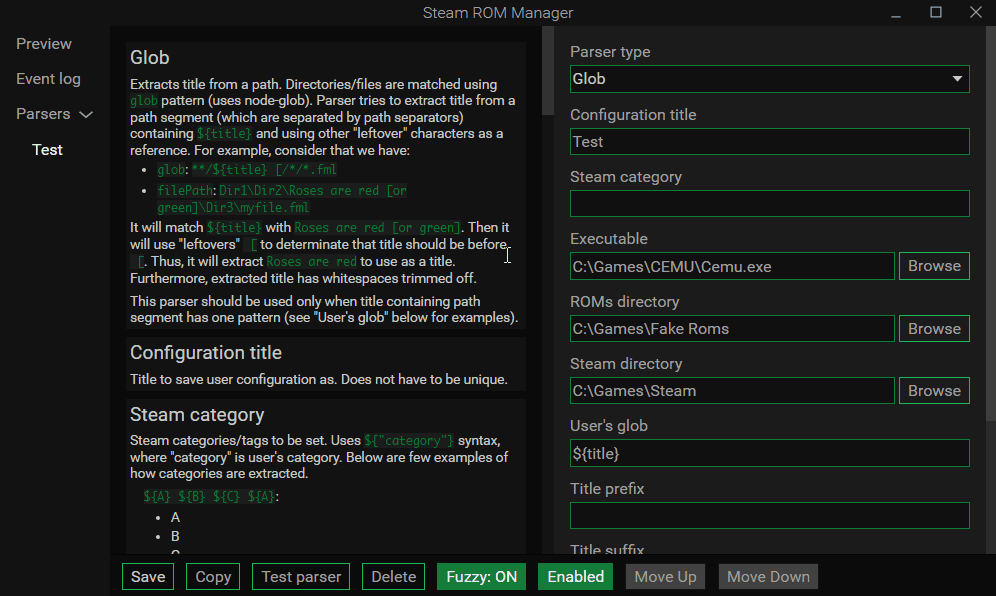 Steam ROM Manager
Preview
Event log
Parsers
Test
Glob
Extracts title from a path. Directories/files are matched using
glob pattern (uses node-glob). Parser tries to extract title from a
path segment (which are separated by path separators)
containing ${title} and using other "leftover" characters as a
reference. For example, consider that we have:
• glob: **/${title} [/*/*.fml
• filePath: Dir1\Dir2\Roses are red [or
green]\Dir3\myfile.fml
It will match ${title} with Roses are red [or green]. Then it
will use "leftovers" [ to determinate that title should be before
[. Thus, it will extract Roses are red to use as a title.
Furthermore, extracted title has whitespaces trimmed off.
This parser should be used only when title containing path
segment has one pattern (see "User's glob" below for examples).
Configuration title
Title to save user configuration as. Does not have to be unique.
Steam category
Steam categories/tags to be set. Uses ${"category"} syntax,
where "category" is user's category. Below are few examples of
how categories are extracted.
${A} ${B} ${C} ${A}:
• A
• B
Parser type
Glob
Configuration title
Test
Steam category
Executable
C:\Games\CEMU\Cemu.exe
Browse
ROMs directory
C:\Games\Fake Roms
Browse
Steam directory
C:\Games\Steam
Browse
User's glob
${title}
Title prefix
Title suffix
Save
Copy
Test parser
Delete
Fuzzy: ON
Enabled
Move Up
Move Down